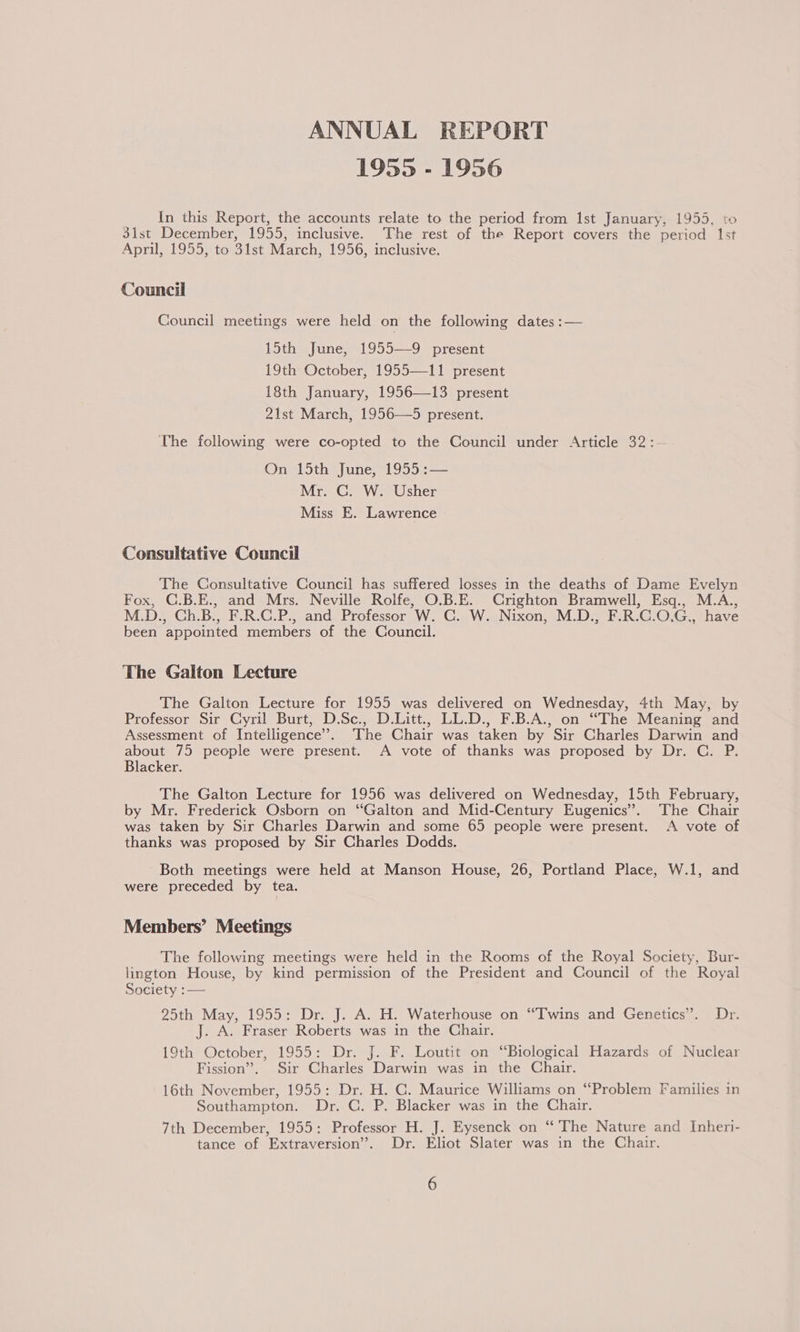 ANNUAL REPORT
1955 - 1956
In this Report, the accounts relate to the period from 1st January, 1955, to
31st December, 1955, inclusive. The rest of the Report covers the period 1st
April, 1955, to 31st March, 1956, inclusive.
Council
Council meetings were held on the following dates :—
15th June, 1955—9 present
19th October, 1955—11 present
18th January, 1956—13 present
21st March, 1956—5 present.
The following were co-opted to the Council under Article 32:
On 15th June, 1955 :—
Mr. C. W. Usher
Miss E. Lawrence
Consultative Council
The Consultative Council has suffered losses in the deaths of Dame Evelyn
Fox, C.B.E., and Mrs. Neville Rolfe, O.B.E. Crighton Bramwell, Esq., M.A.,
M.D., Ch.B., F.R.C.P., and Professor W. C. W. Nixon, M.D., F.R.C.O.G., have
been appointed members of the Council.
The Galton Lecture
The Galton Lecture for 1955 was delivered on Wednesday, 4th May, by
Professor Sir Cyril Burt, D.Sc., D.Litt., LL.D., F.B.A., on “The Meaning and
Assessment of Intelligence”. The Chair was taken by Sir Charles Darwin and
about 75 people were present. A vote of thanks was proposed by Dr. C. P.
Blacker.
The Galton Lecture for 1956 was delivered on Wednesday, 15th February,
by Mr. Frederick Osborn on “Galton and Mid-Century Eugenics”. The Chair
was taken by Sir Charles Darwin and some 65 people were present. A vote of
thanks was proposed by Sir Charles Dodds.
Both meetings were held at Manson House, 26, Portland Place, W.1, and
were preceded by tea.
Members’ Meetings
The following meetings were held in the Rooms of the Royal Society, Bur-
lington House, by kind permission of the President and Council of the Royal
Society :—
25th May, 1955: Dr. J. A. H. Waterhouse on “Twins and Genetics”. Dr.
J. A. Fraser Roberts was in the Chair.
19th October, 1955: Dr. J. F. Loutit on “Biological Hazards of Nuclear
Fission”. Sir Charles Darwin was in the Chair.
16th November, 1955: Dr. H. C. Maurice Williams on “Problem Families in
Southampton. Dr. C. P. Blacker was in the Chair.
7th December, 1955: Professor H. J. Eysenck on “ The Nature and Inheri-
tance of Extraversion”. Dr. Eliot Slater was in the Chair.
6